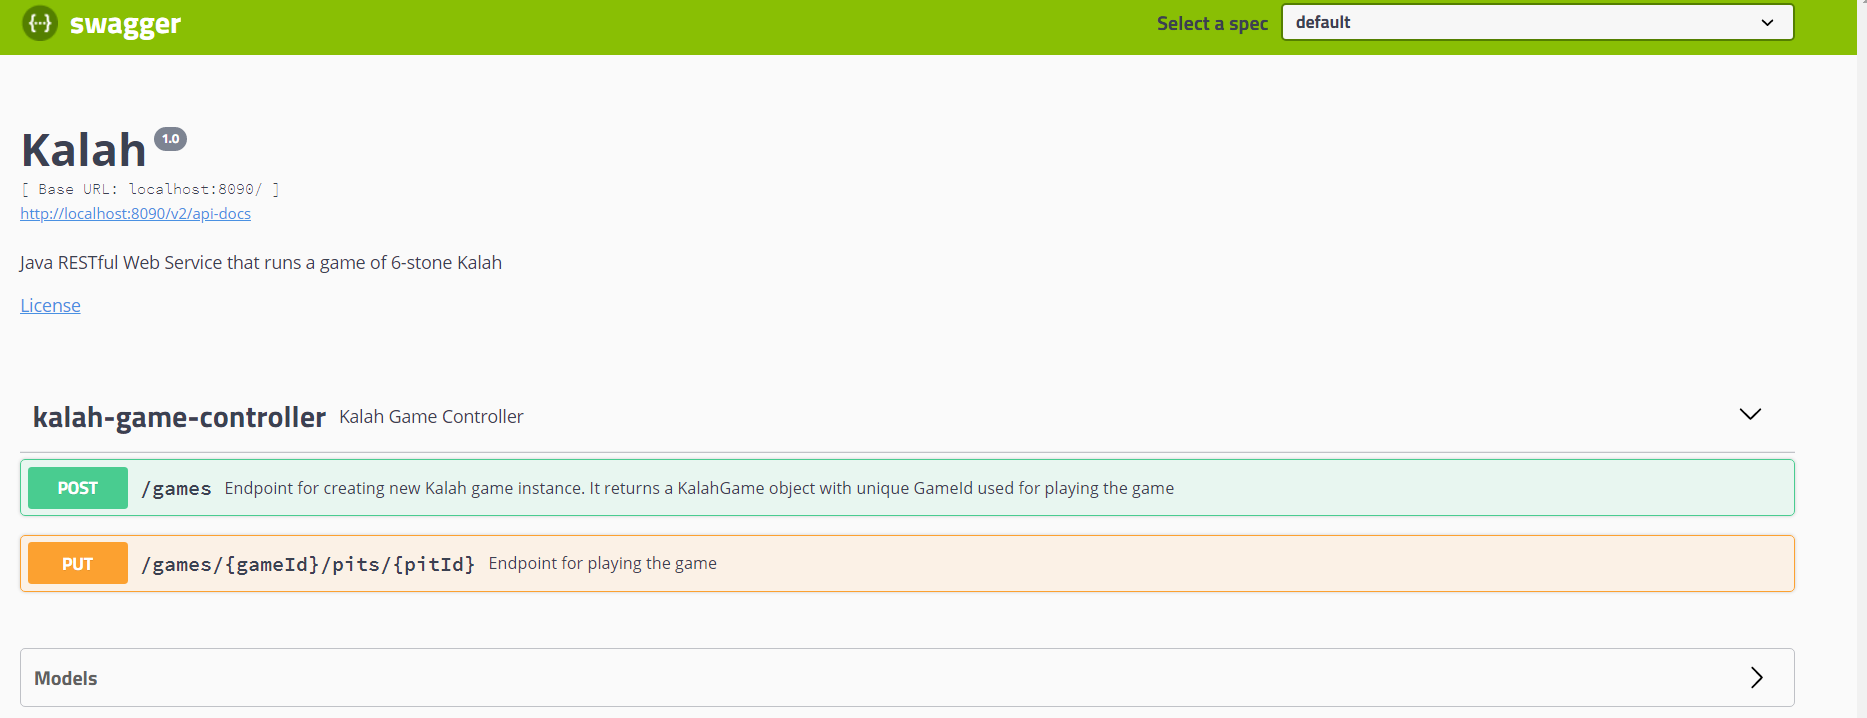 swagger
Select a spec
default
Kalah 1.0
[ Base URL: localhost:8090/ ]
http://localhost:8090/v2/api-docs
Java RESTful Web Service that runs a game of 6-stone Kalah
License
kalah-game-controller Kalah Game Controller
POST /games Endpoint for creating new Kalah game instance. It returns a KalahGame object with unique GameId used for playing the game
PUT /games/{gameId}/pits/{pitId} Endpoint for playing the game
Models